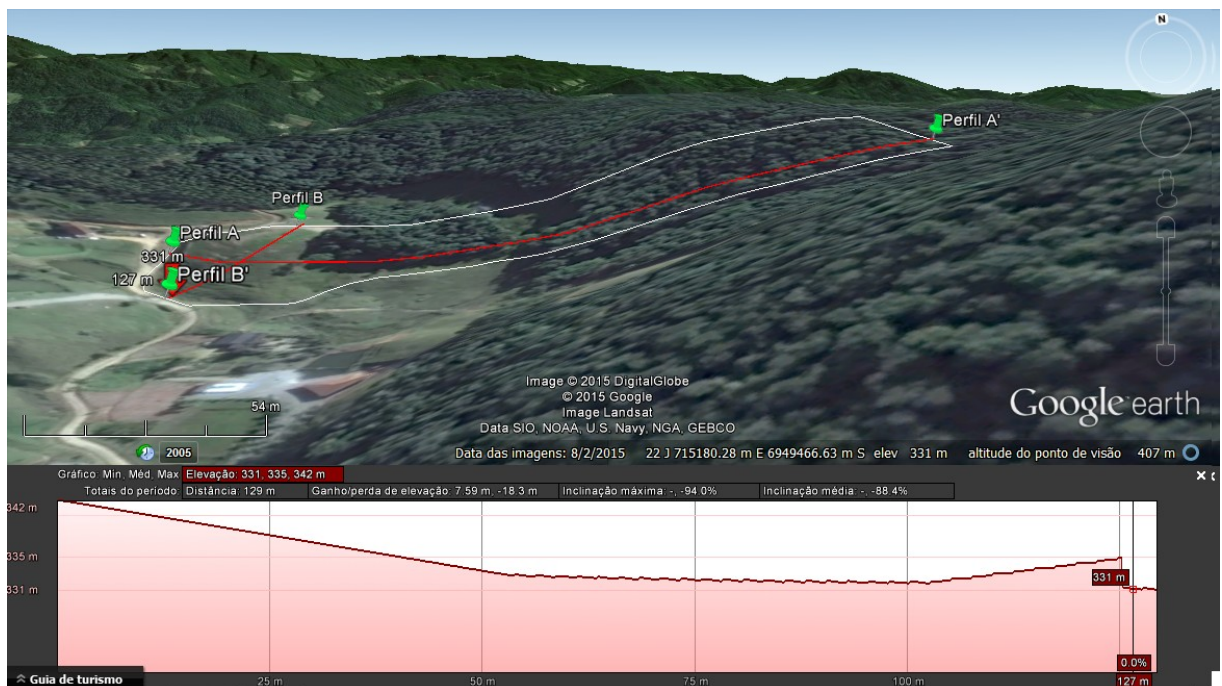 N
Perfil A'
Perfil B
Perfil A
331 m
Perfil B'
127 m
Image © 2015 DigitalGlobe
© 2015 Google
Image Landsat
Data SIO, NOAA, U.S. Navy, NGA, GEBCO
Google earth
54 m
2005
Data das imagens: 8/2/2015 22 J 715180.28 m E 6949466.63 m S elev 331 m altitude do ponto de visão 407 m
Gráfico: Min, Méd, Max Elevação: 331, 335, 342 m
Totais do período: Distância: 129 m Ganho/perda de elevação: 7.59 m, -18.3 m Inclinação máxima: -, -94.0% Inclinação média: -, -88.4%
342 m
335 m
331 m
331 m
0.0%
Guia de turismo
25 m 50 m 75 m 100 m 127 m